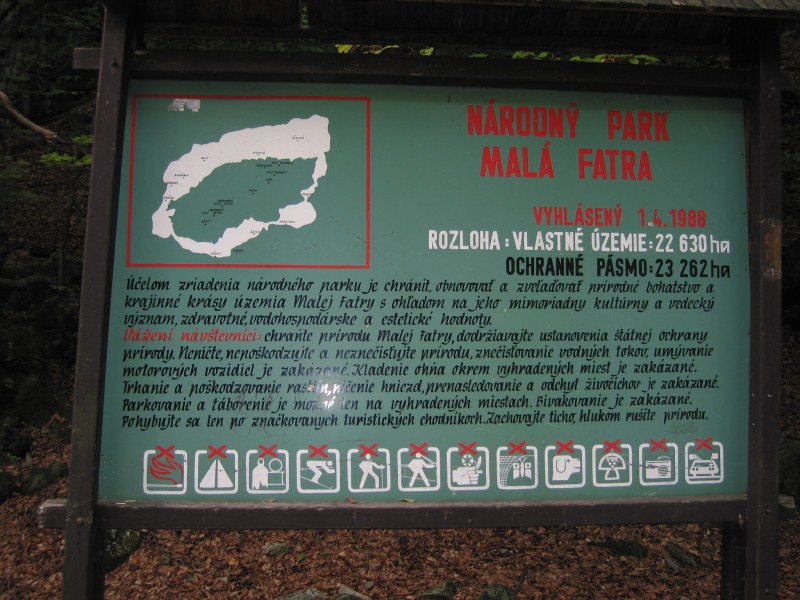 NÁRODNÝ PARK
MALÁ FATRA
VYHLÁSENÝ 1.4.1988
ROZLOHA: VLASTNÉ ÚZEMIE: 22 630 ha
OCHRANNÉ PÁSMO: 23 262 ha
Účelom zriadenia národného parku je chrániť, obnovovať a zveľaďovať prírodné bohatstvo a
krajinné krásy územia Malej Fatry s ohľadom na jeho mimoriadny kultúrny a vedecký
význam, zdravotné, vodohospodárske a estetické hodnoty.
Vážení návštevníci: chráňte prírodu Malej Fatry, dodržiavajte ustanovenia štátnej ochrany
prírody. Neničte, nepoškodzujte a neznečisťujte prírodu, znečisťovanie vodných tokov, umývanie
motorových vozidiel je zakázané. Kladenie ohňa okrem vyhradených miest je zakázané.
Trhanie a poškodzovanie rastlín, ničenie hniezd, prenasledovanie a odchyt živočíchov je zakázané.
Parkovanie a táborenie je možné len na vyhradených miestach. Bivakovanie je zakázané.
Pohybujte sa len po značkovaných turistických chodníkoch. Zachovajte ticho, hlukom rušíte prírodu.